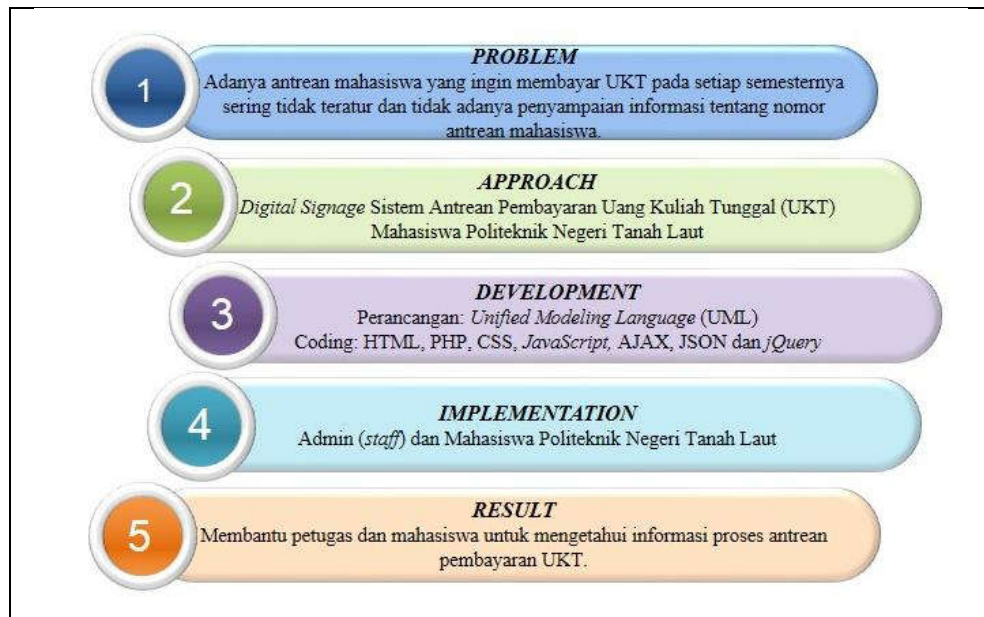 1
PROBLEM
Adanya antrean mahasiswa yang ingin membayar UKT pada setiap semesternya
sering tidak teratur dan tidak adanya penyampaian informasi tentang nomor
antrean mahasiswa.
2
APPROACH
Digital Signage Sistem Antrean Pembayaran Uang Kuliah Tunggal (UKT)
Mahasiswa Politeknik Negeri Tanah Laut
3
DEVELOPMENT
Perancangan: Unified Modeling Language (UML)
Coding: HTML, PHP, CSS, JavaScript, AJAX, JSON dan jQuery
4
IMPLEMENTATION
Admin (staff) dan Mahasiswa Politeknik Negeri Tanah Laut
5
RESULT
Membantu petugas dan mahasiswa untuk mengetahui informasi proses antrean
pembayaran UKT.